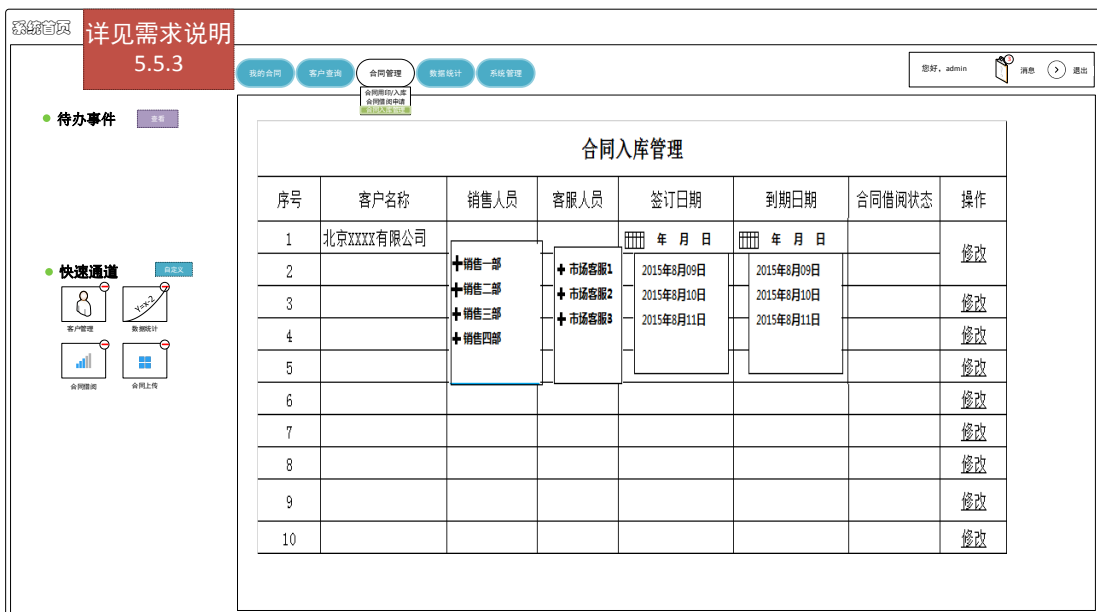 系统首页
详见需求说明
5.5.3
我的合同
客户查询
合同管理
数据统计
系统管理
您好，admin
3
消息
退出
合同用印/入库
合同借阅申请
合同入库管理
待办事件
查看
快速通道
自定义
客户管理
Y=x-2
数据统计
合同借阅
合同上传
合同入库管理
序号 客户名称 销售人员 客服人员 签订日期 到期日期 合同借阅状态 操作
1 北京XXXX有限公司 年 月 日 年 月 日
修改
2
3 修改
4 修改
5 修改
6 修改
7 修改
8 修改
9 修改
10 修改
销售一部
销售二部
销售三部
销售四部
市场客服1
市场客服2
市场客服3
2015年8月09日
2015年8月10日
2015年8月11日
2015年8月09日
2015年8月10日
2015年8月11日